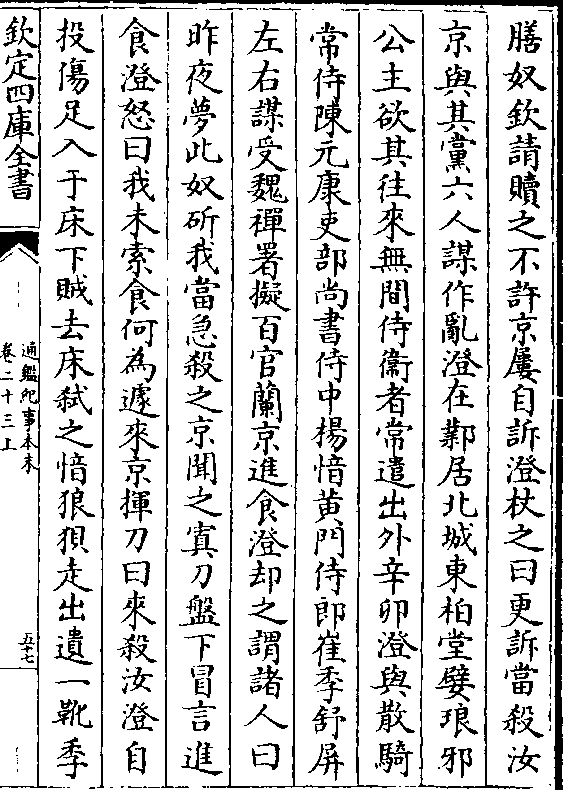 膳奴欽請贖之不許京屢自訴澄杖之曰更訴當殺汝
京與其黨六人謀作亂澄在鄴居北城東柏堂嬖琅邪
公主欲其往來無間侍衞者常遣出外辛卯澄與散騎
常侍陳元康吏部尚書侍中楊愔黄門侍郎崔季舒屏
左右謀受魏禪署擬百官蘭京進食澄却之謂諸人曰
昨夜夢此奴斫我當急殺之京聞之寘刀盤下冒言進
食澄怒曰我未索食何為遽來京揮刀曰來殺汝澄自
投傷足入于床下賊去床弑之愔狼狽走出遺一靴季
欽定四庫全書
通鑑紀事本末
卷二十三上
五十七